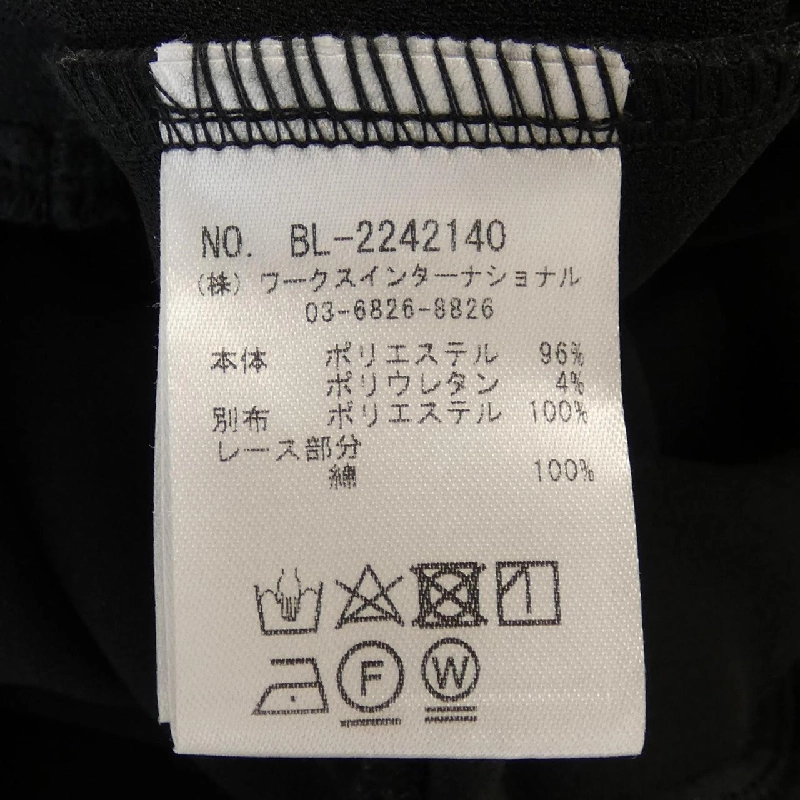 NO. BL-2242140
(株) ワークスインターナショナル
03-6826-8826
本体 ポリエステル 96%
ポリウレタン 4%
別布 ポリエステル 100%
レース部分
綿 100%
F W